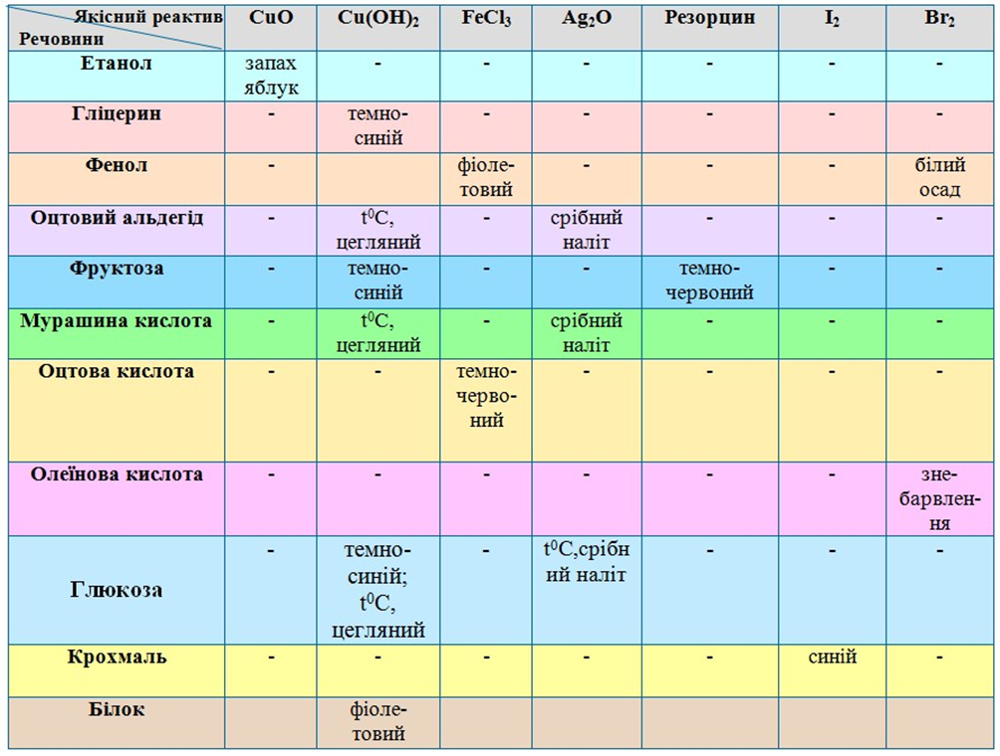 Якісний реактив CuO Cu(OH)₂ FeCl₃ Ag₂O Резорцин I₂ Br₂
Речовини
Етанол запах - - - - - -
яблук
Гліцерин - темно- - - - - -
синій
Фенол - фіоле- - - - білий
товий осад
Оцтовий альдегід - t⁰C, - срібний - - -
цегляний наліт
Фруктоза - темно- - - темно- - -
синій червоний
Мурашина кислота - t⁰C, - срібний - - -
цегляний наліт
Оцтова кислота - - темно- - - - -
черво-
ний
Олеїнова кислота - - - - - - зне-
барвлен-
ня
- темно- - t⁰C,срібн - - -
синій; ий наліт
Глюкоза t⁰C,
цегляний
Крохмаль - - - - - синій -
Білок фіоле-
товий